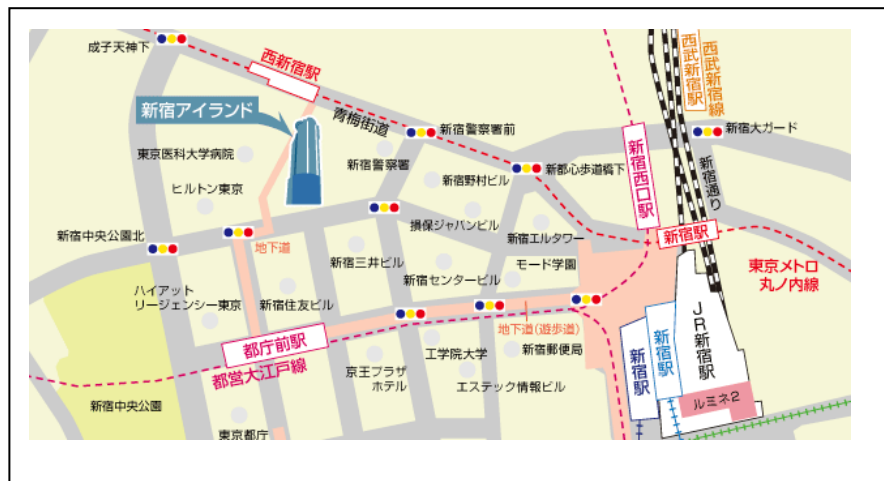 成子天神下
西新宿駅
西武新宿駅
西武新宿線
新宿アイランド
青梅街道
新宿警察署前
新宿大ガード
東京医科大学病院
新宿警察署
新宿西口駅
新都心歩道橋下
新宿通り
ヒルトン東京
新宿野村ビル
新宿中央公園北
地下道
損保ジャパンビル
新宿エルタワー
新宿駅
新宿三井ビル
新宿センタービル
モード学園
東京メトロ
丸ノ内線
ハイアット
リージェンシー東京
新宿住友ビル
地下道(遊歩道)
JR新宿駅
都庁前駅
都営大江戸線
工学院大学
新宿郵便局
新宿駅
新宿駅
京王プラザ
ホテル
エステック情報ビル
ルミネ2
新宿中央公園
東京都庁